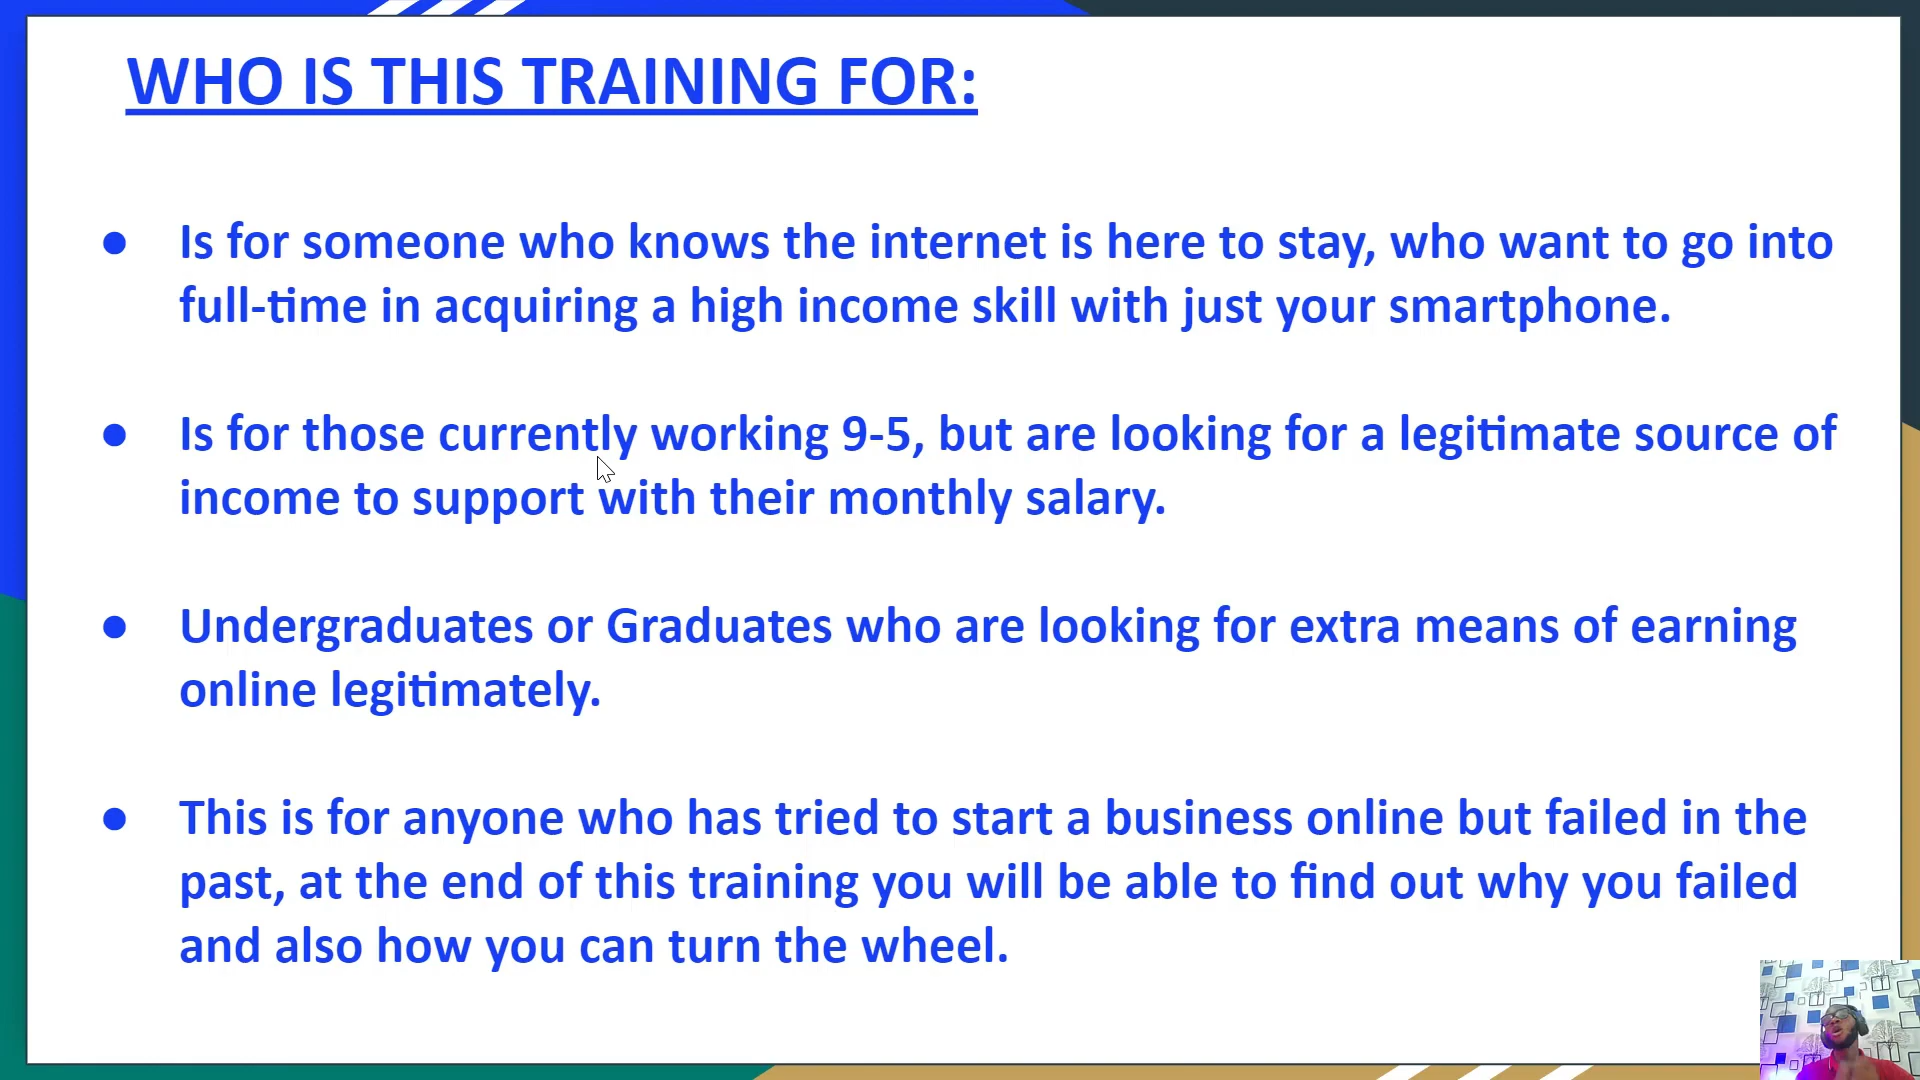 WHO IS THIS TRAINING FOR:
● Is for someone who knows the internet is here to stay, who want to go into
full-time in acquiring a high income skill with just your smartphone.
● Is for those currently working 9-5, but are looking for a legitimate source of
income to support with their monthly salary.
● Undergraduates or Graduates who are looking for extra means of earning
online legitimately.
● This is for anyone who has tried to start a business online but failed in the
past, at the end of this training you will be able to find out why you failed
and also how you can turn the wheel.